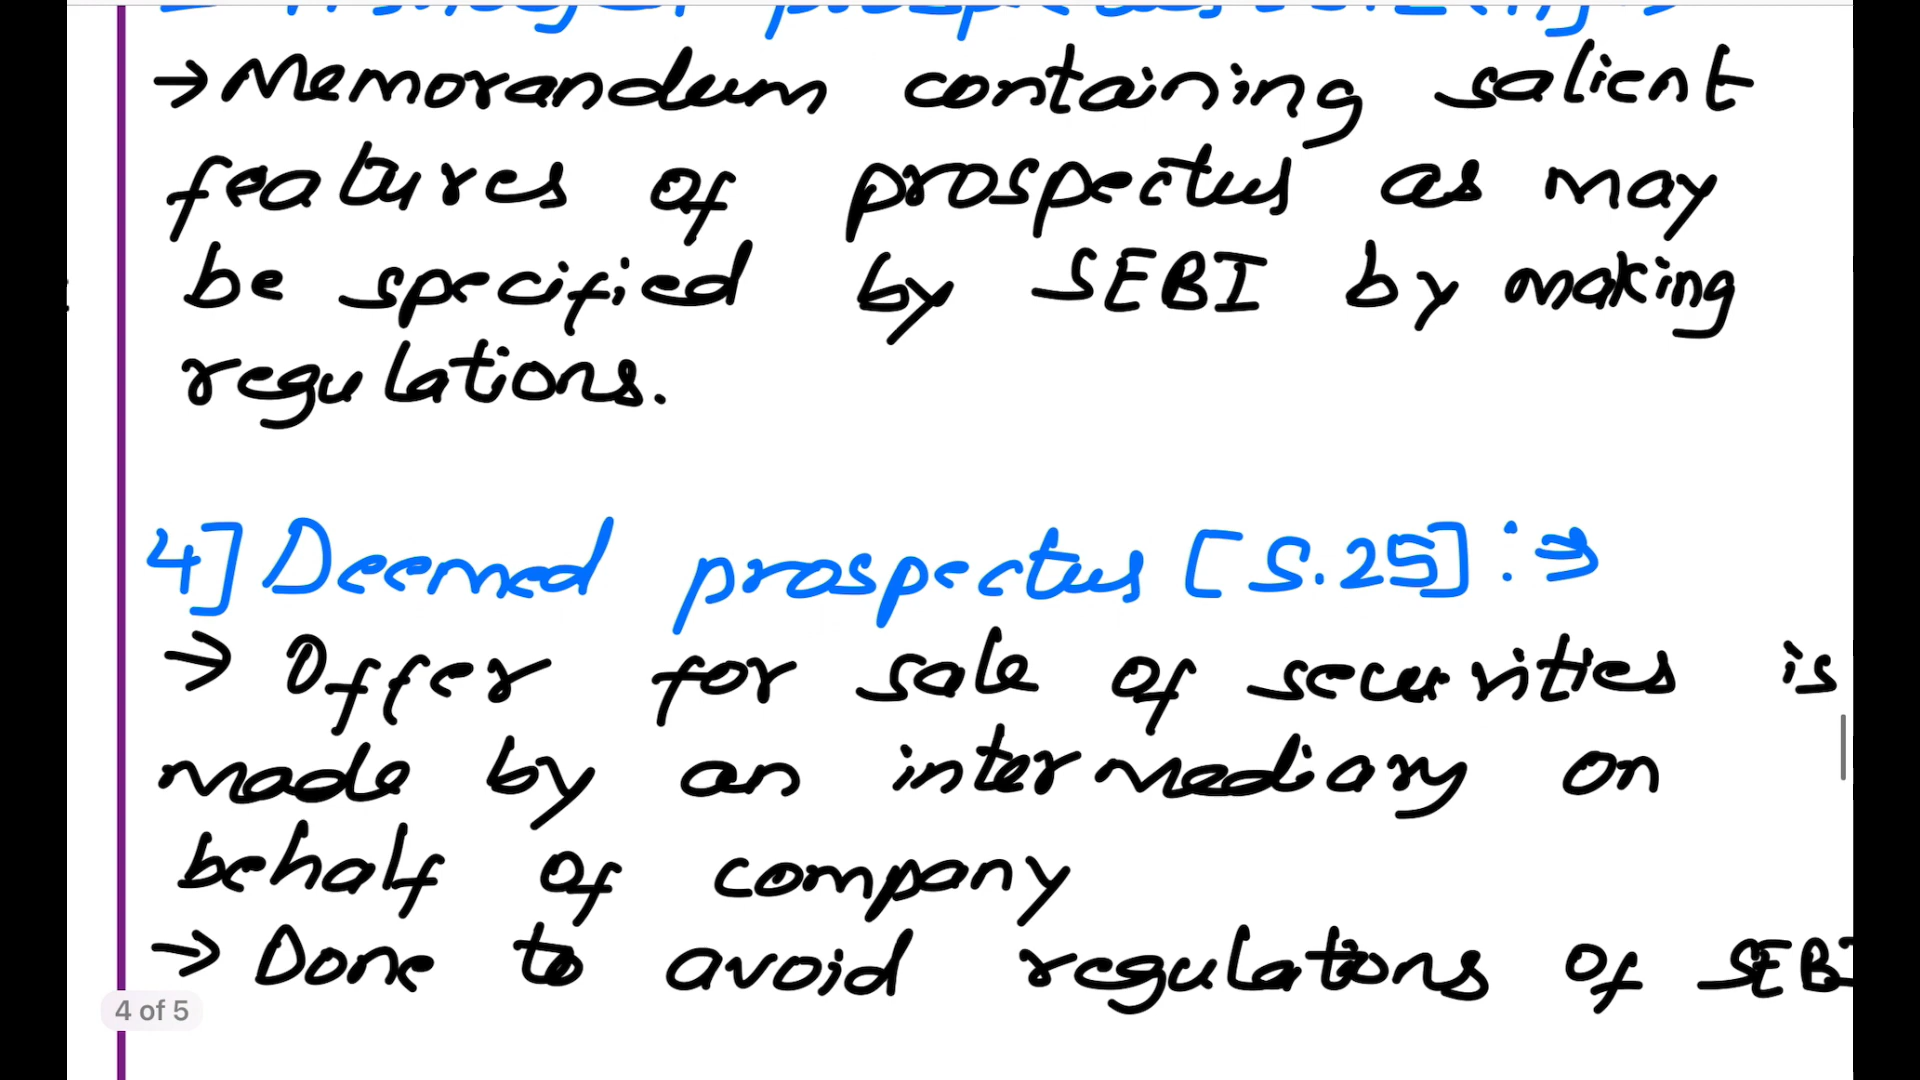 → Memorandum containing salient
features of prospectus as may
be specified by SEBI by making
regulations.
4] Deemed prospectus [S.25] :⇒
→ Offer for sale of securities is
made by an intermediary on
behalf of company
→ Done to avoid regulations of SEBI
4 of 5